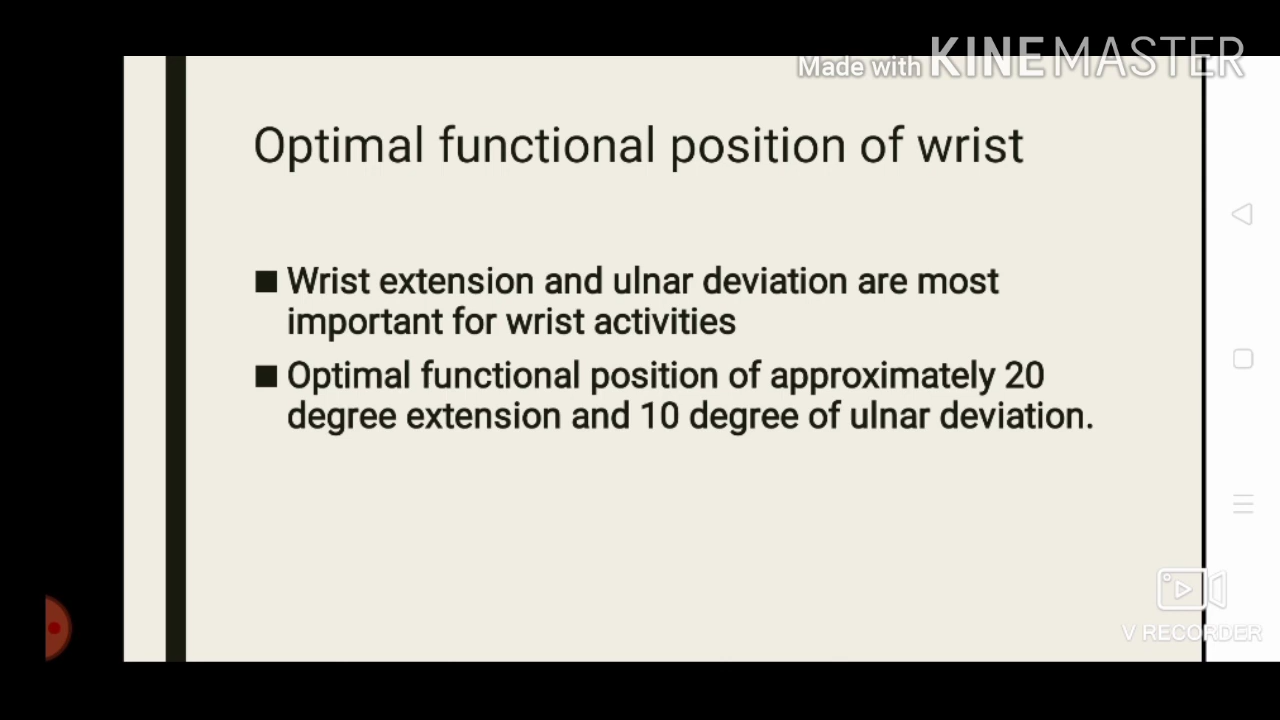 Made with KINEMASTER
Optimal functional position of wrist
■ Wrist extension and ulnar deviation are most
important for wrist activities
■ Optimal functional position of approximately 20
degree extension and 10 degree of ulnar deviation.
V RECORDER